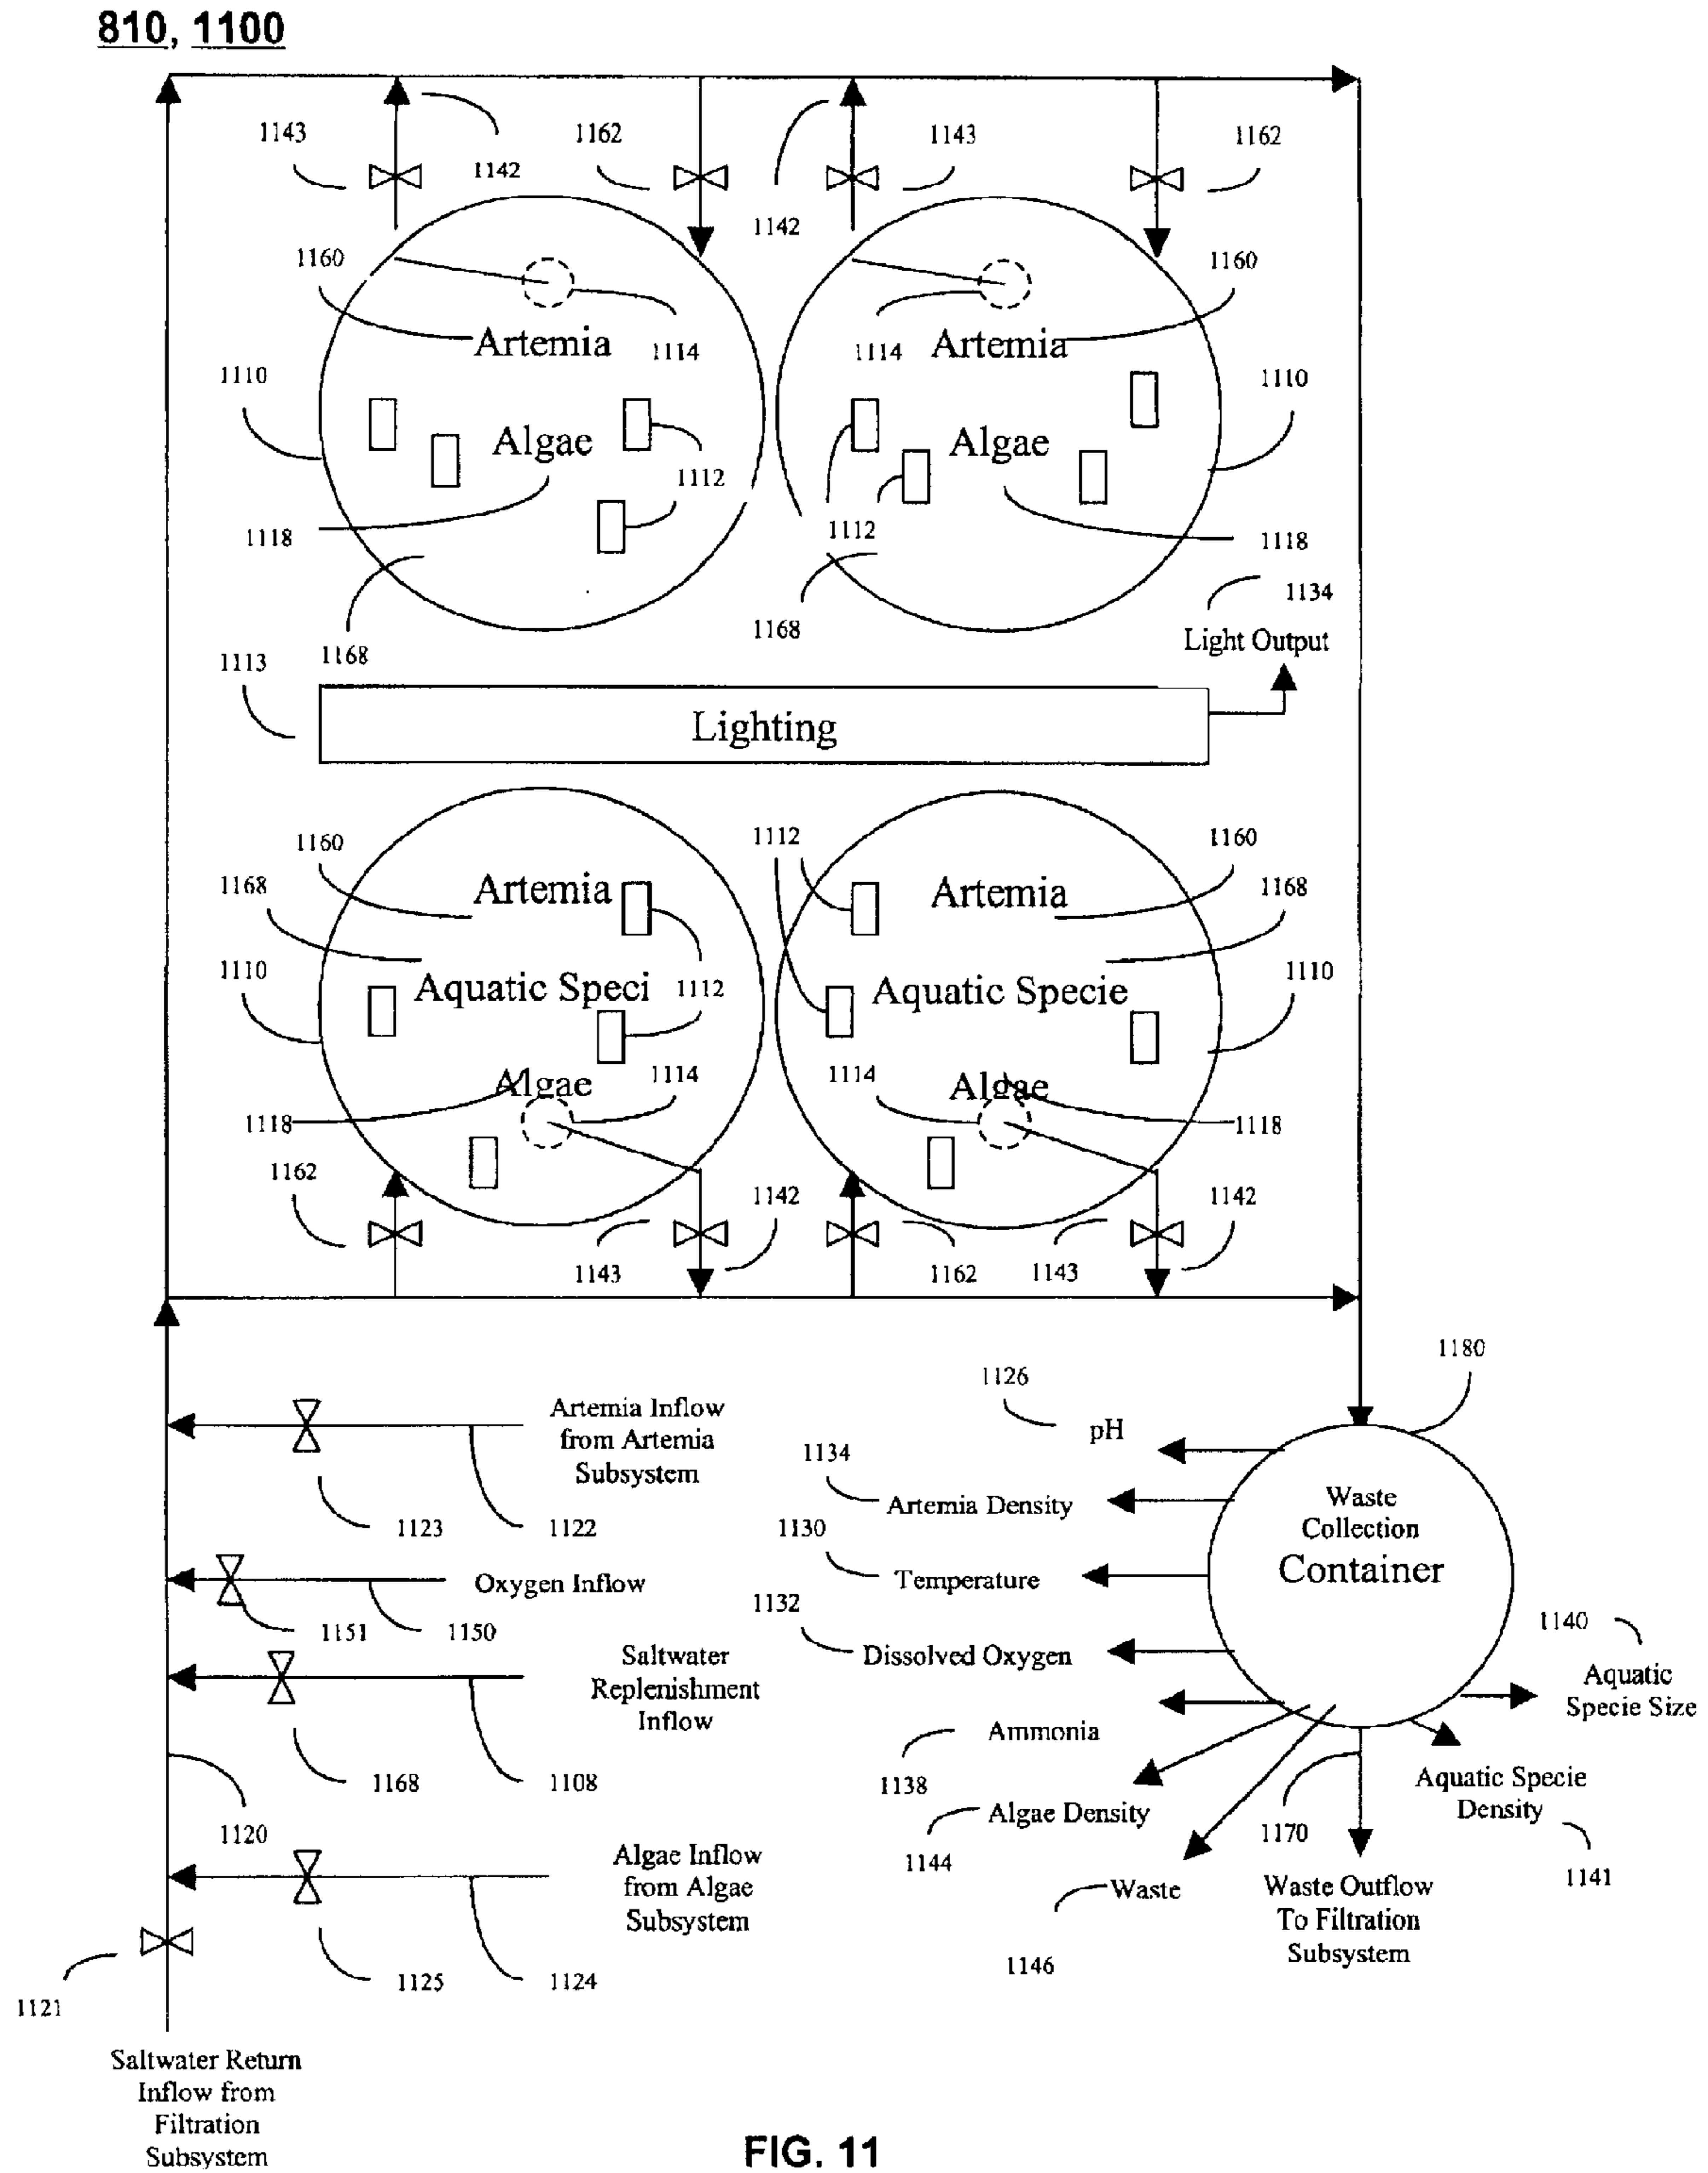 810, 1100
1143
1142
1162
1142
1143
1162
1160
1114
Artemia
1114
Artemia
1160
1110
Algae
1112
1118
1168
1110
Algae
1112
1118
1168
1134
Light Output
1113
Lighting
1160
1168
1110
Artemia
Aquatic Speci
1112
Algae
1114
1118
1162
1143
1142
1112
Artemia
1160
1168
Aquatic Specie
1110
1114
Algae
1118
1162
1143
1142
Artemia Inflow
from Artemia
Subsystem
1123
1122
Oxygen Inflow
1151
1150
Saltwater
Replenishment
Inflow
1168
1108
1120
Algae Inflow
from Algae
Subsystem
1125
1124
1121
Saltwater Return
Inflow from
Filtration
Subsystem
1180
1126
pH
1134
Artemia Density
1130
Temperature
1132
Dissolved Oxygen
Ammonia
1138
Algae Density
1144
Waste
1146
Waste
Collection
Container
1140
Aquatic
Specie Size
Aquatic Specie
Density
1141
1170
Waste Outflow
To Filtration
Subsystem
FIG. 11